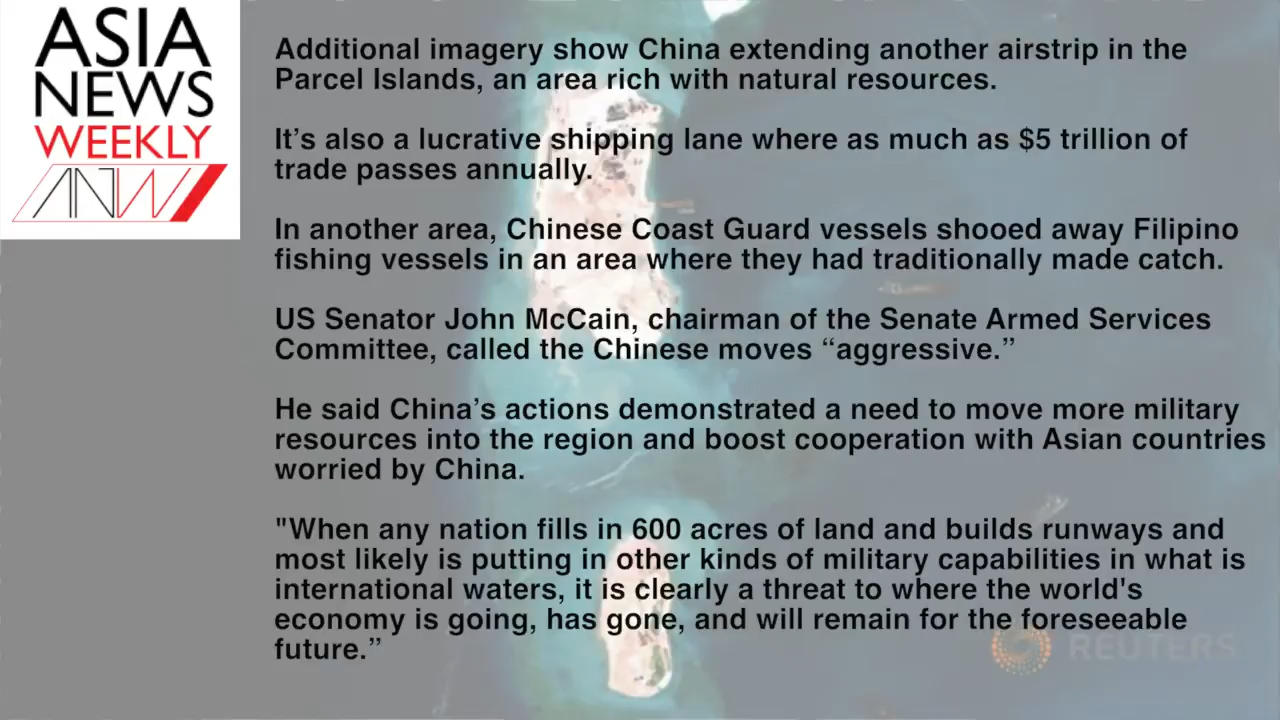 ASIA
NEWS
WEEKLY
ANW
Additional imagery show China extending another airstrip in the
Parcel Islands, an area rich with natural resources.
It’s also a lucrative shipping lane where as much as $5 trillion of
trade passes annually.
In another area, Chinese Coast Guard vessels shooed away Filipino
fishing vessels in an area where they had traditionally made catch.
US Senator John McCain, chairman of the Senate Armed Services
Committee, called the Chinese moves “aggressive.”
He said China’s actions demonstrated a need to move more military
resources into the region and boost cooperation with Asian countries
worried by China.
"When any nation fills in 600 acres of land and builds runways and
most likely is putting in other kinds of military capabilities in what is
international waters, it is clearly a threat to where the world's
economy is going, has gone, and will remain for the foreseeable
future.”
REUTERS